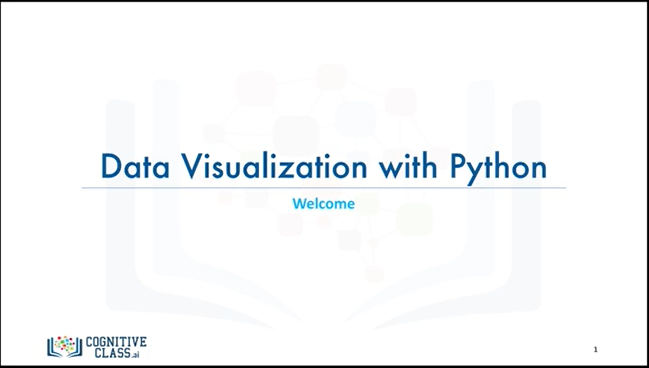 Data Visualization with Python
Welcome
COGNITIVE
CLASS.ai
1